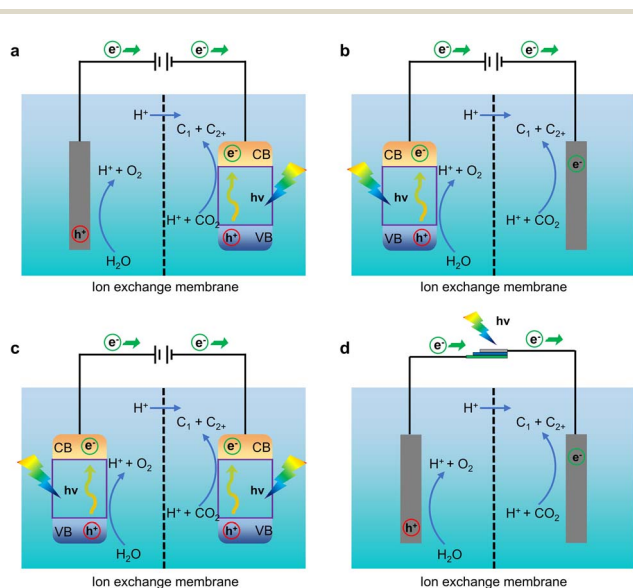 a
e⁻ e⁻
H⁺
C₁ + C₂₊
e⁻ CB
H⁺ + O₂
hv
H⁺ + CO₂
h⁺
h⁺ VB
H₂O
Ion exchange membrane
b
e⁻ e⁻
H⁺
C₁ + C₂₊
CB e⁻
e⁻
H⁺ + O₂
hv
H⁺ + CO₂
VB h⁺
H₂O
Ion exchange membrane
c
e⁻ e⁻
H⁺
C₁ + C₂₊
CB e⁻
e⁻ CB
H⁺ + O₂
hv
hv
H⁺ + CO₂
VB h⁺
h⁺ VB
H₂O
Ion exchange membrane
d
hv
e⁻ e⁻
H⁺
C₁ + C₂₊
e⁻
H⁺ + O₂
H⁺ + CO₂
h⁺
H₂O
Ion exchange membrane